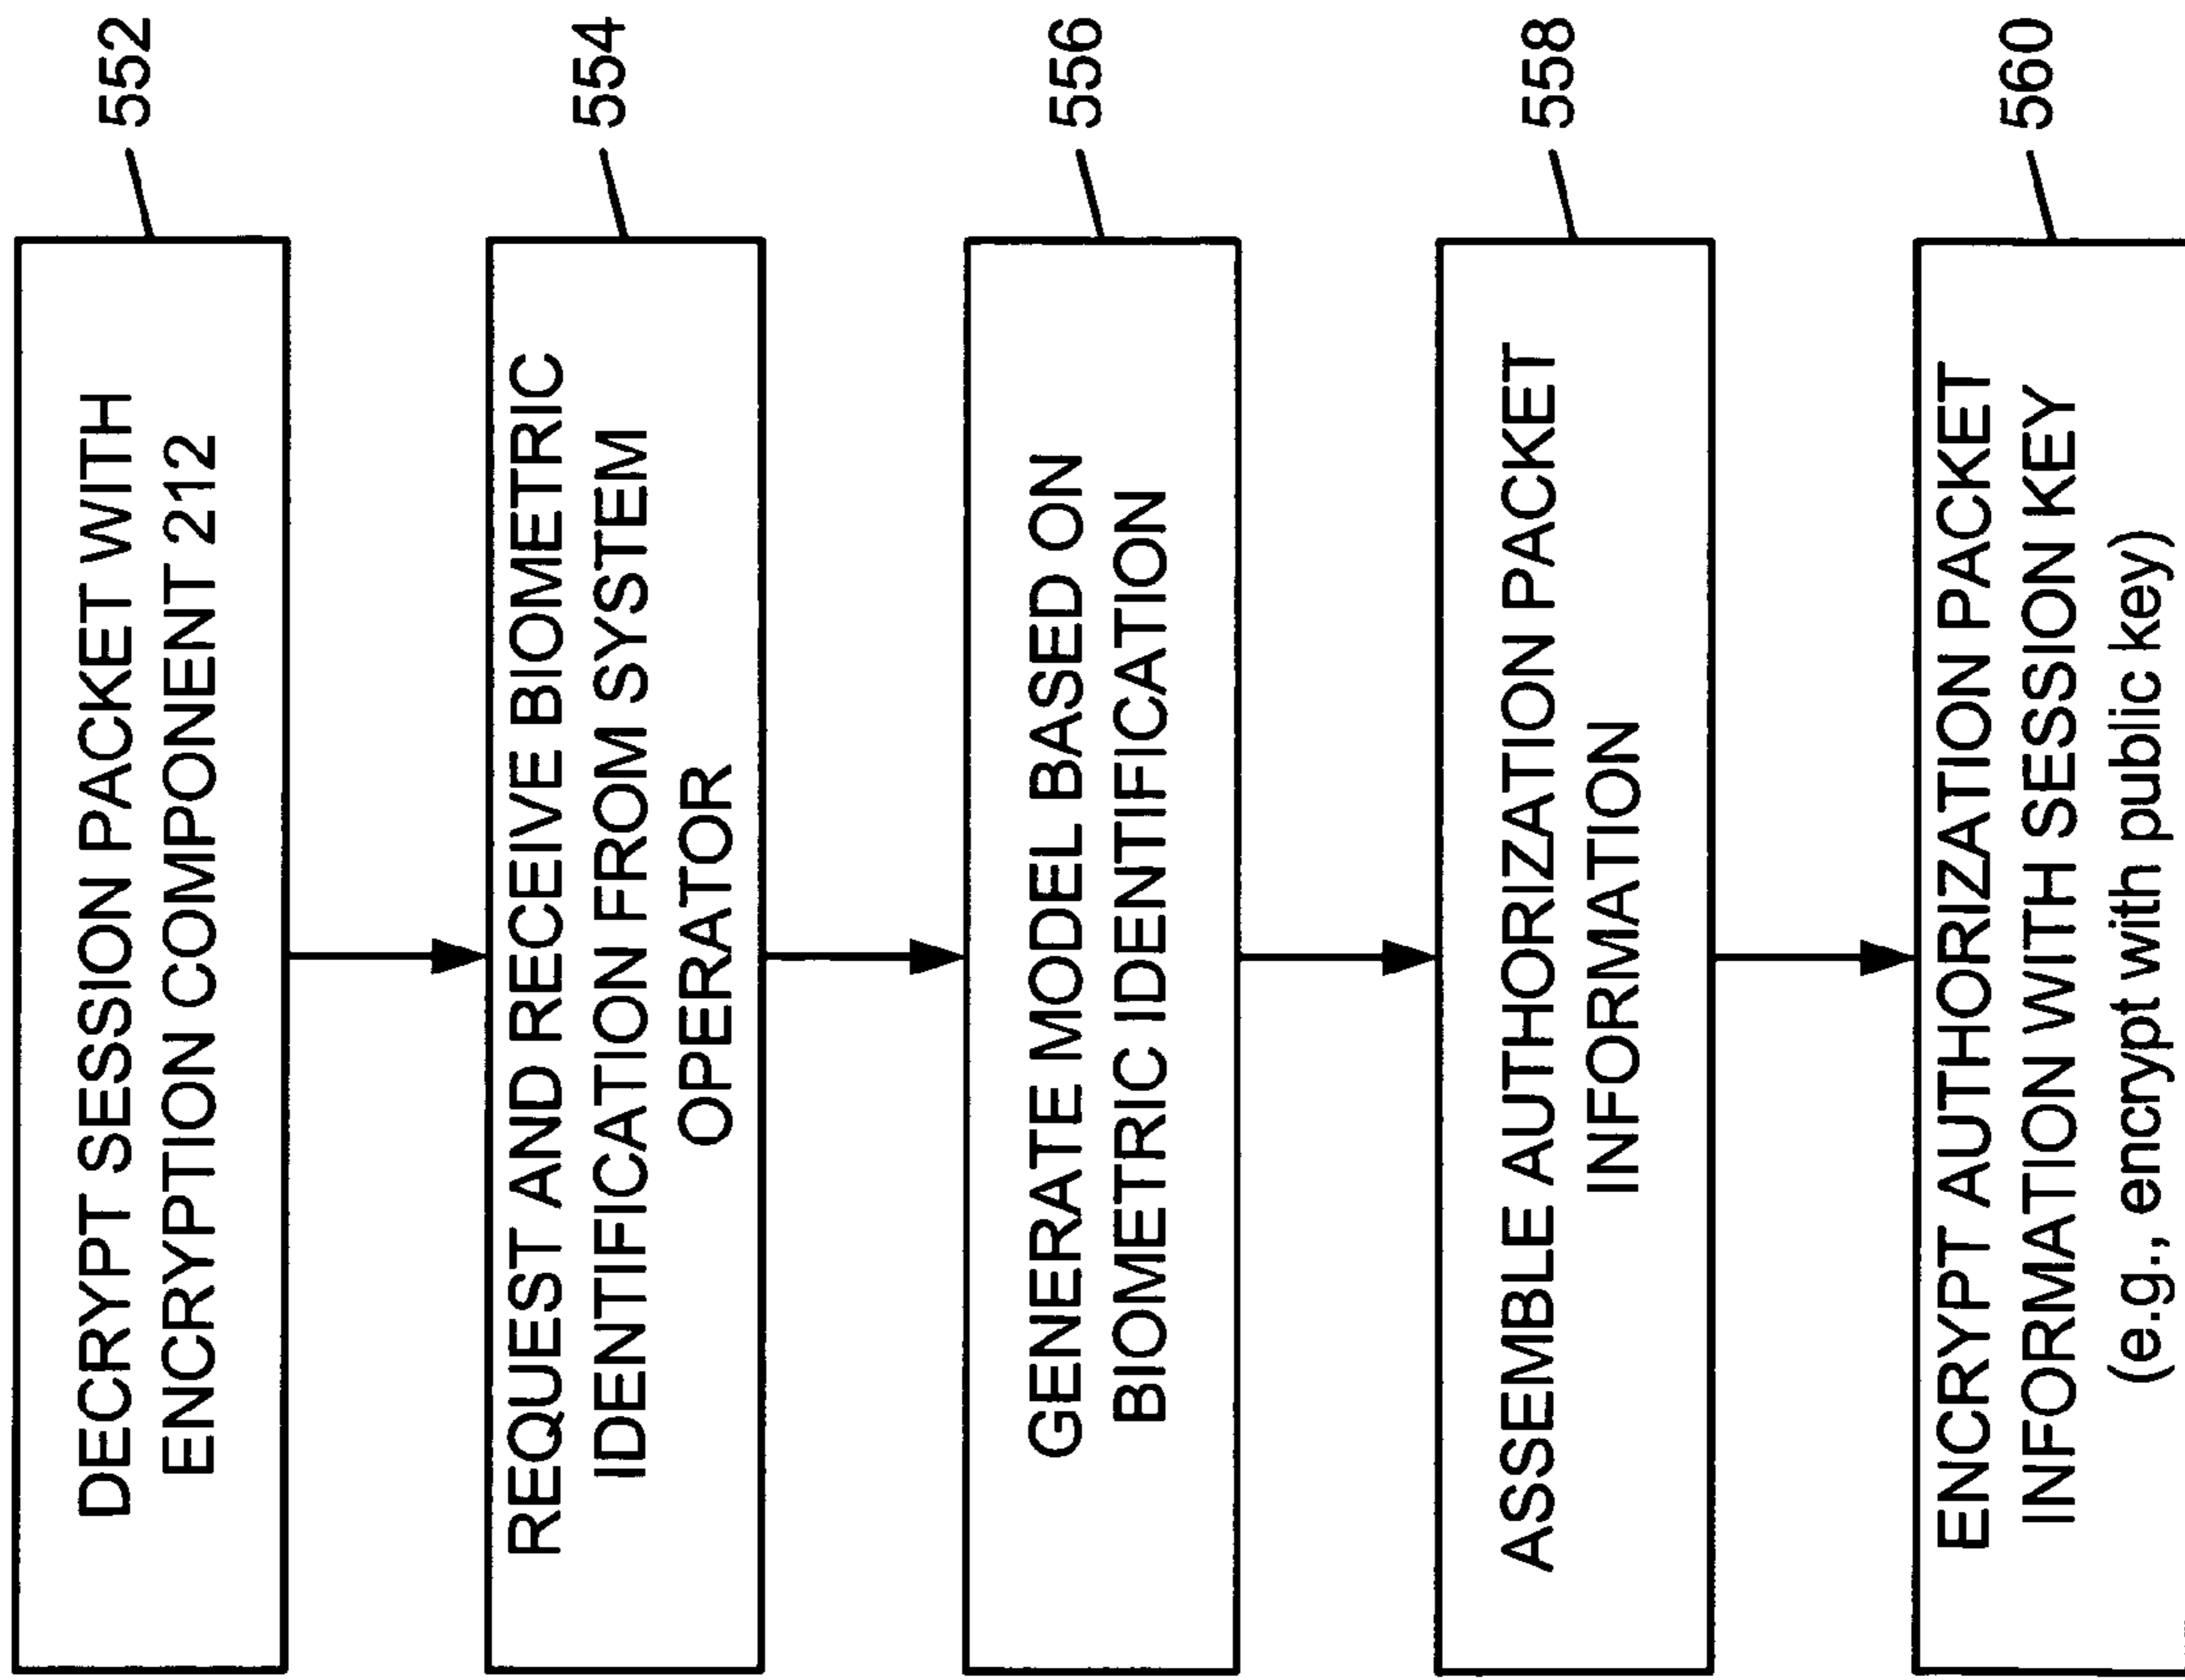 DECRYPT SESSION PACKET WITH
ENCRYPTION COMPONENT 212
552
REQUEST AND RECEIVE BIOMETRIC
IDENTIFICATION FROM SYSTEM
OPERATOR
554
GENERATE MODEL BASED ON
BIOMETRIC IDENTIFICATION
556
ASSEMBLE AUTHORIZATION PACKET
INFORMATION
558
ENCRYPT AUTHORIZATION PACKET
INFORMATION WITH SESSION KEY
(e.g., encrypt with public key)
560